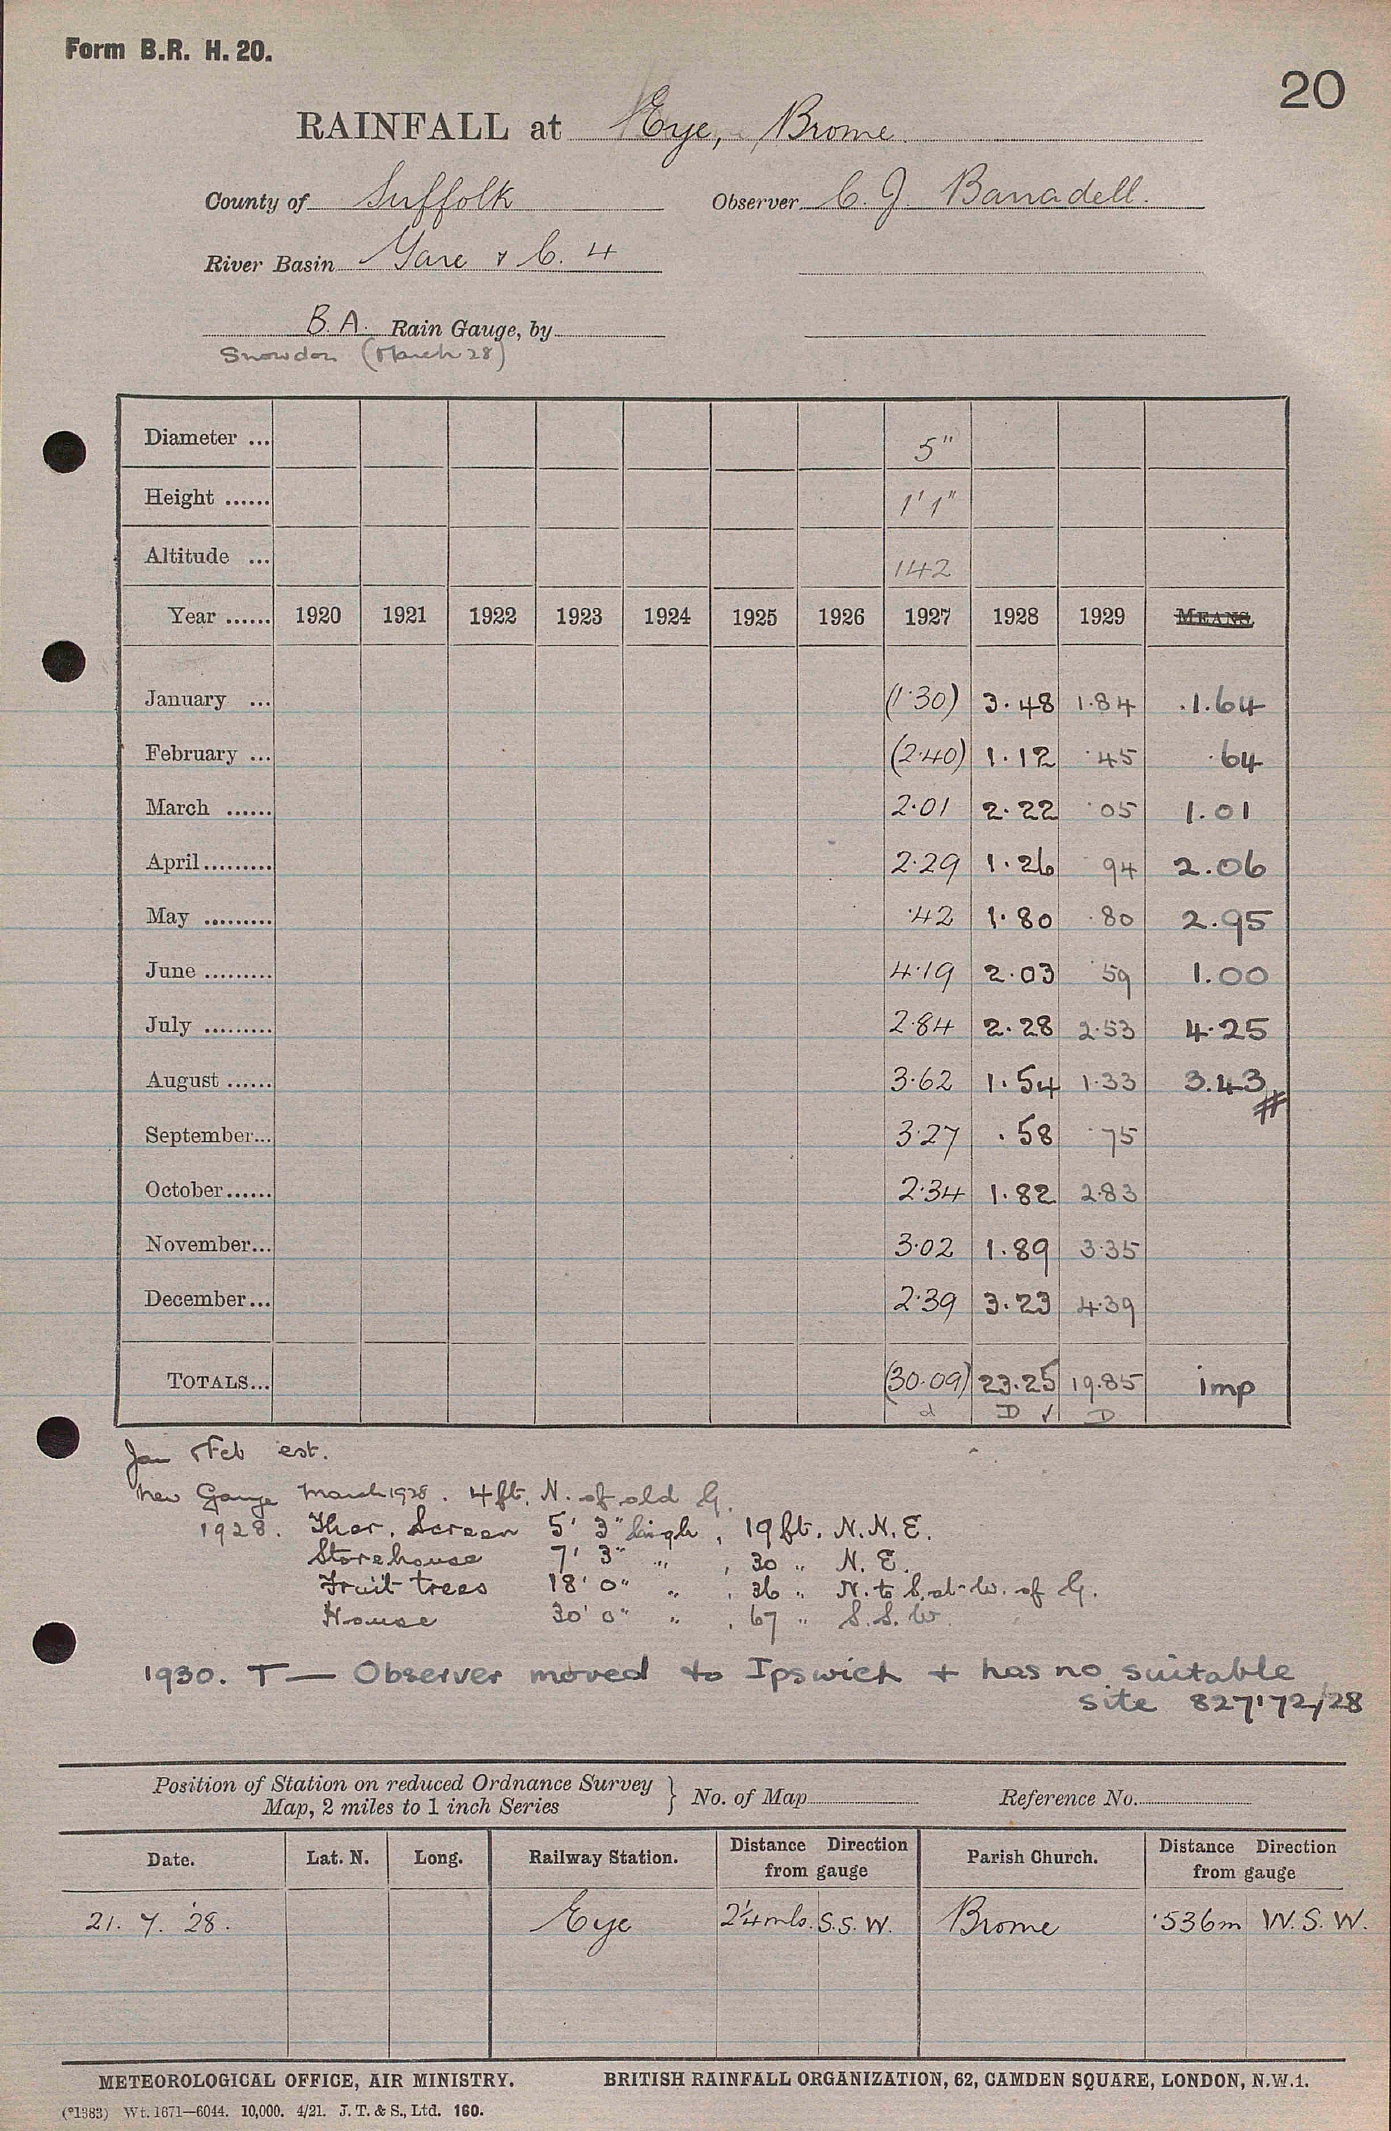 Form B.R. H. 20.
20
RAINFALL at Eye, Brome.
County of Suffolk Observer C. J. Banadell.
River Basin Yare & C. 4
B.A. Rain Gauge, by
Snowdon (March 28)
Diameter ... 5"
Height ...... 1' 1"
Altitude ... 142
Year ...... 1920 1921 1922 1923 1924 1925 1926 1927 1928 1929 MEANS
January ... (1.30) 3.48 1.84 .1.64
February ... (2.40) 1.12 .45 .64
March ...... 2.01 2.22 .05 1.01
April......... 2.29 1.26 94 2.06
May ......... .42 1.80 .80 2.95
June ......... 4.19 2.03 .59 1.00
July ......... 2.84 2.28 2.53 4.25
August ...... 3.62 1.54 1.33 3.43 #
September... 3.27 .58 .75
October...... 2.34 1.82 2.83
November... 3.02 1.89 3.35
December... 2.39 3.23 4.39
TOTALS... (30.09) 23.25 19.85 imp
d D ✓ D
Jan & Feb est.
New Gauge March 1928. 4 ft. N. of old G.
1928. Ther. Screen 5' 3" high, 19 ft. N.N.E.
Storehouse 7' 3" " , 30 " N.E.
Fruit trees 18' 0" " , 36 " N. to S. at W. of G.
House 30' 0" " , 67 " S.S.W.
1930. T— Observer moved to Ipswich + has no suitable
site 827'72/28
Position of Station on reduced Ordnance Survey
Map, 2 miles to 1 inch Series } No. of Map Reference No.
Date. Lat. N. Long. Railway Station. Distance Direction from gauge Parish Church. Distance Direction from gauge
21. 7. '28. Eye 2¼ mls. S.S.W. Brome .536m W.S.W.
METEOROLOGICAL OFFICE, AIR MINISTRY. BRITISH RAINFALL ORGANIZATION, 62, CAMDEN SQUARE, LONDON, N.W.1.
(*1383) Wt. 1671—6044. 10,000. 4/21. J. T. & S., Ltd. 160.